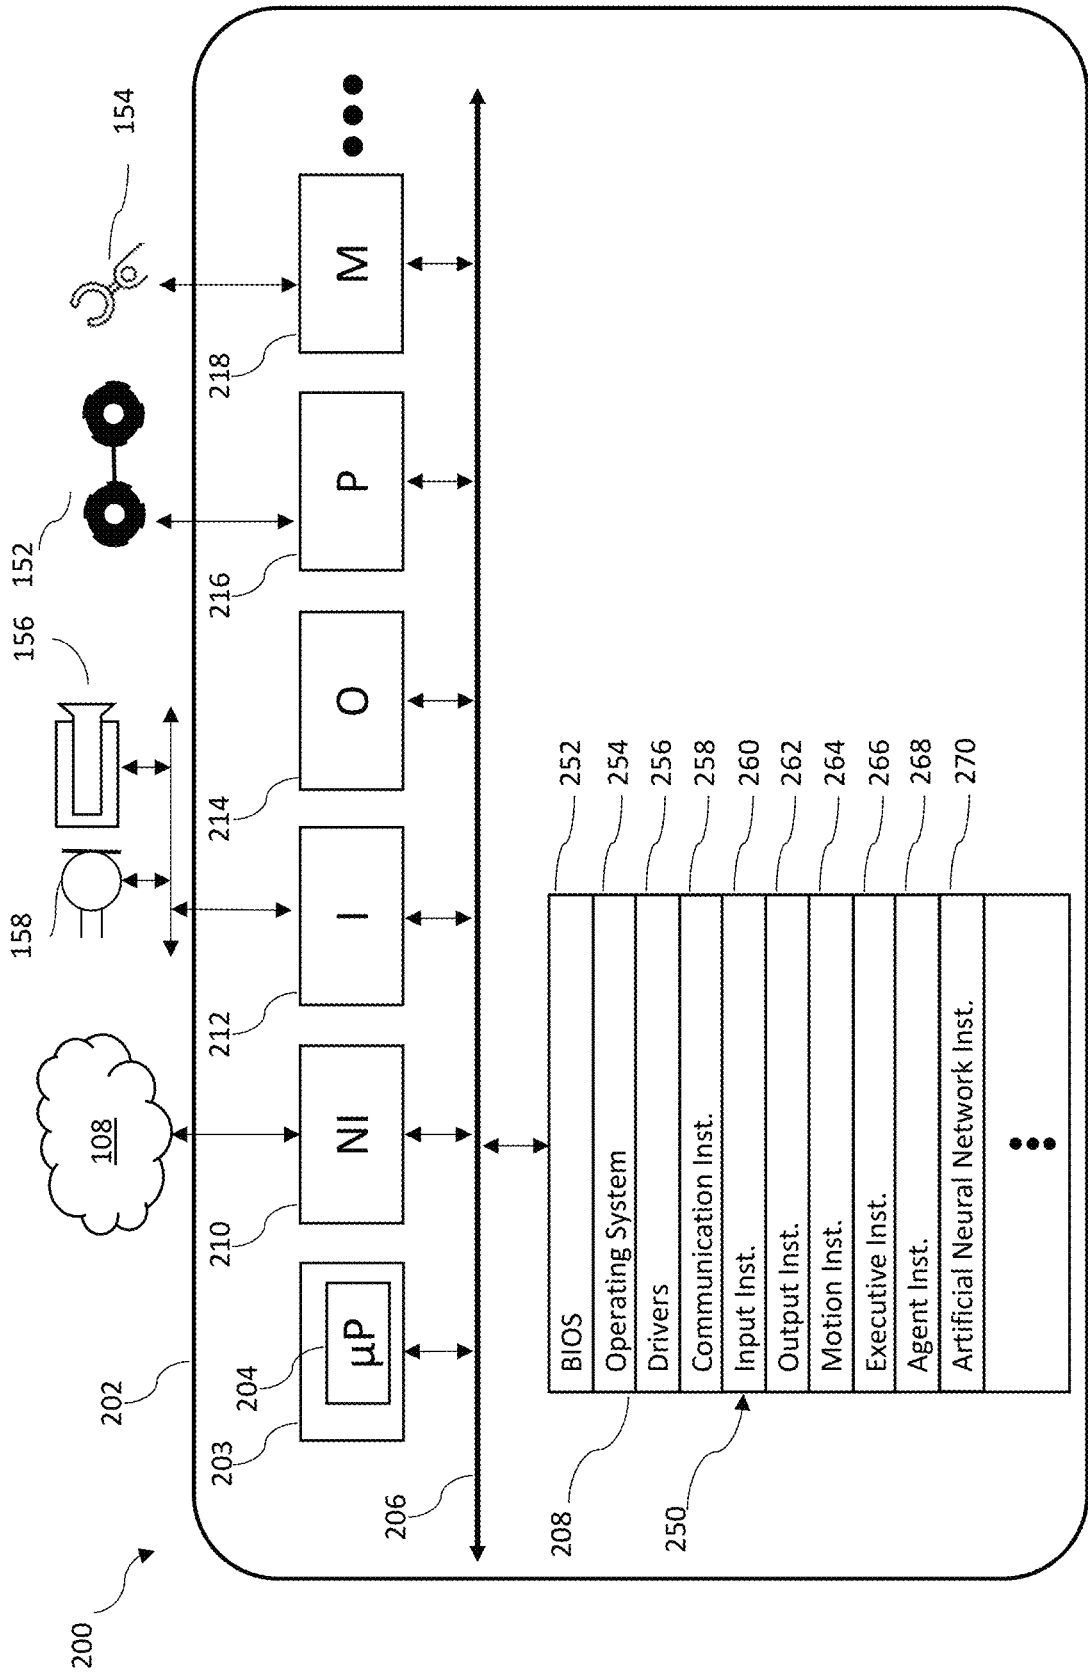 200
202
108
158
156
152
154
203
204
µP
210
NI
212
I
214
O
216
P
218
M
206
208
250
BIOS 252
Operating System 254
Drivers 256
Communication Inst. 258
Input Inst. 260
Output Inst. 262
Motion Inst. 264
Executive Inst. 266
Agent Inst. 268
Artificial Neural Network Inst. 270